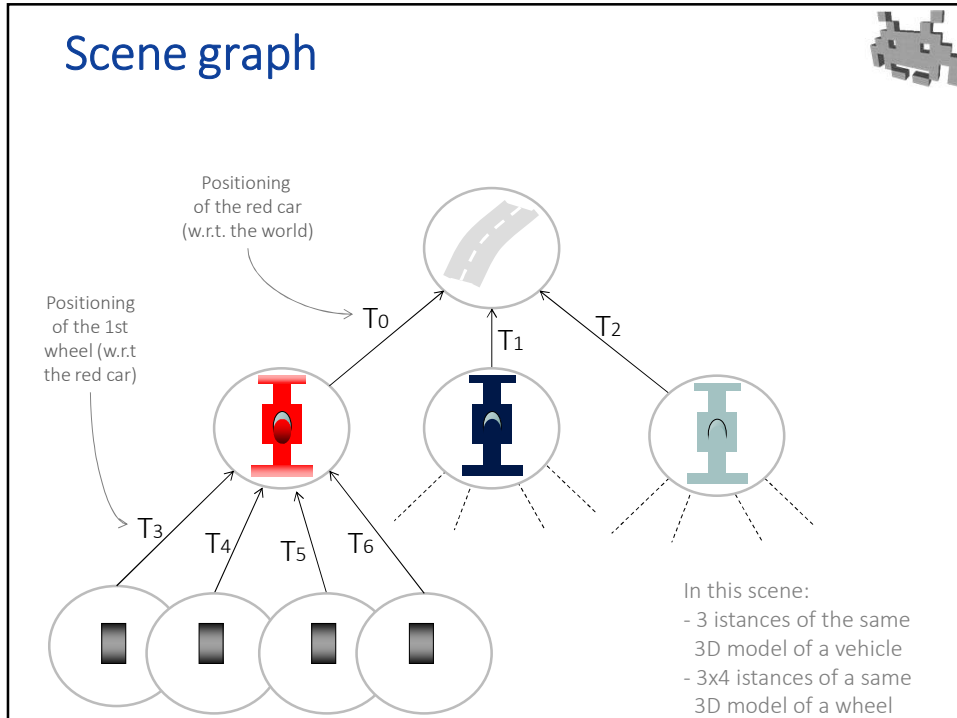 Scene graph
Positioning
of the red car
(w.r.t. the world)
Positioning
of the 1st
wheel (w.r.t
the red car)
T0
T1
T2
T3
T4
T5
T6
In this scene:
- 3 istances of the same
3D model of a vehicle
- 3x4 istances of a same
3D model of a wheel